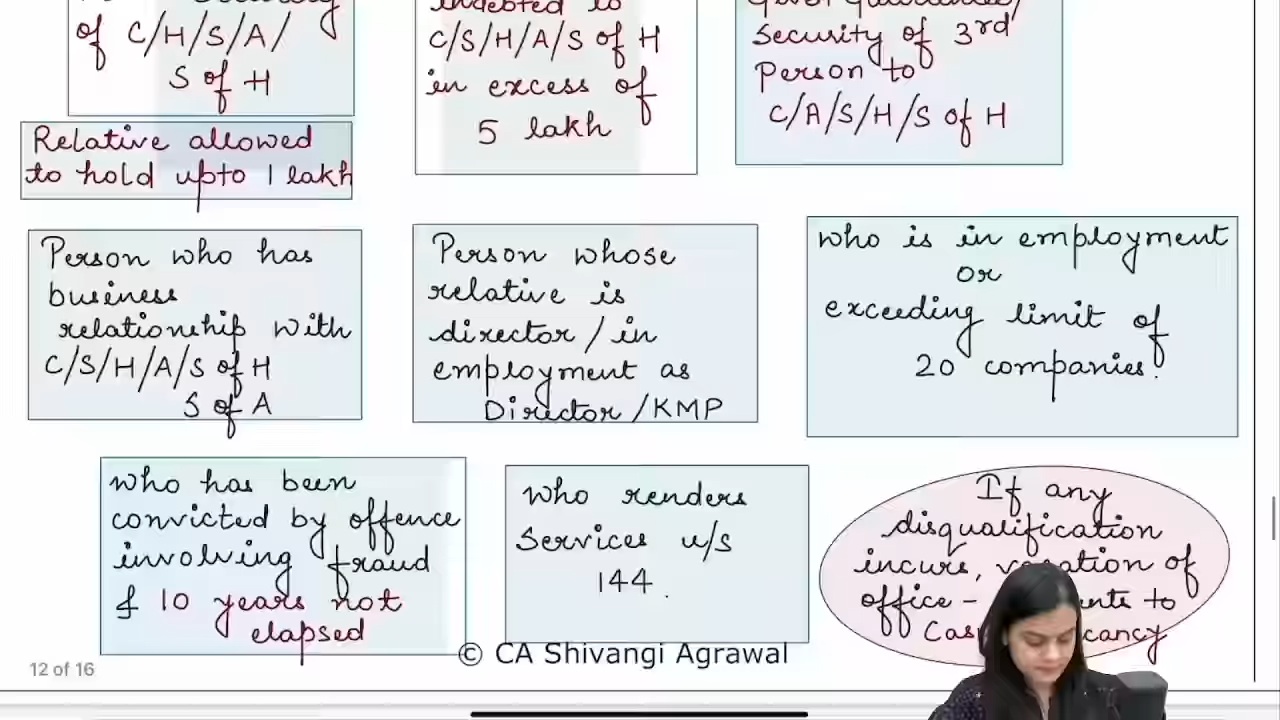 of C/H/S/A/
S of H
Relative allowed
to hold upto 1 lakh
indebted to
C/S/H/A/S of H
in excess of
5 lakh
Security of 3rd
Person to
C/A/S/H/S of H
Person who has
business
relationship with
C/S/H/A/S of H
S of A
Person whose
relative is
director/in
employment as
Director/KMP
who is in employment
or
exceeding limit of
20 companies.
who has been
convicted by offence
involving fraud
& 10 years not
elapsed
who renders
Services u/s
144.
If any
disqualification
incurs, of
office - to
© CA Shivangi Agrawal
12 of 16